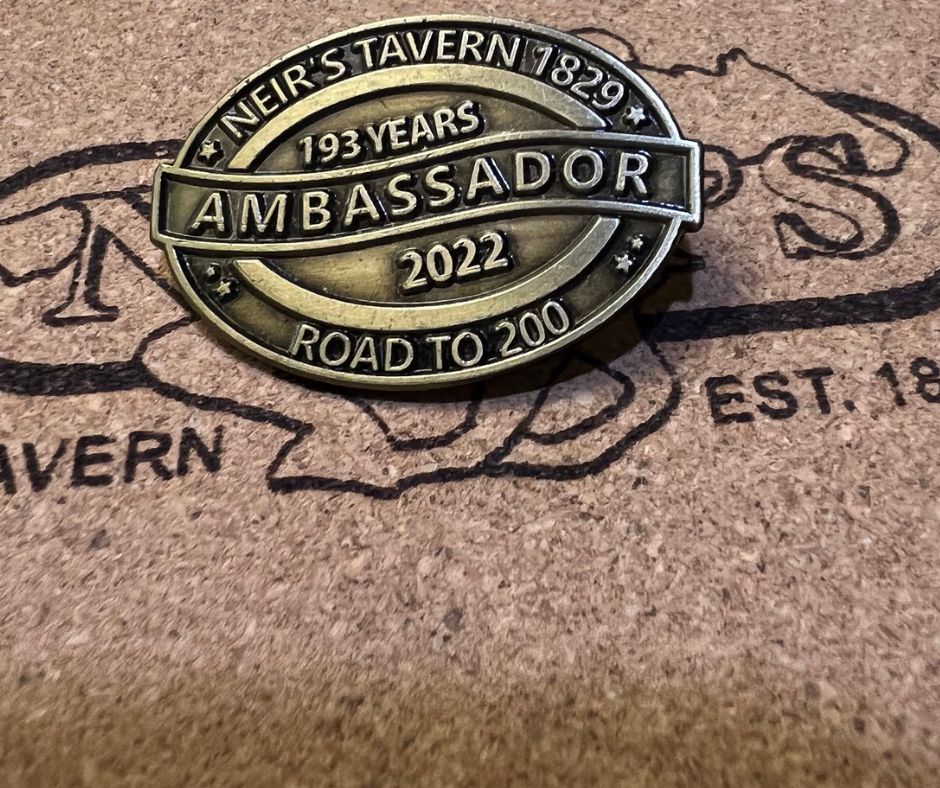 NEIR'S TAVERN 1829
193 YEARS
AMBASSADOR
2022
ROAD TO 200
EST. 18
AVERN